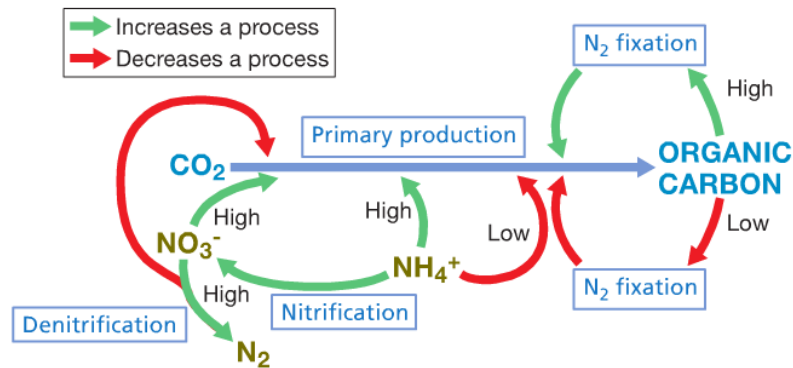 Increases a process
Decreases a process
N₂ fixation
High
Primary production
CO₂
ORGANIC
CARBON
High
High
Low
Low
NO₃⁻
NH₄⁺
High
N₂ fixation
Nitrification
Denitrification
N₂